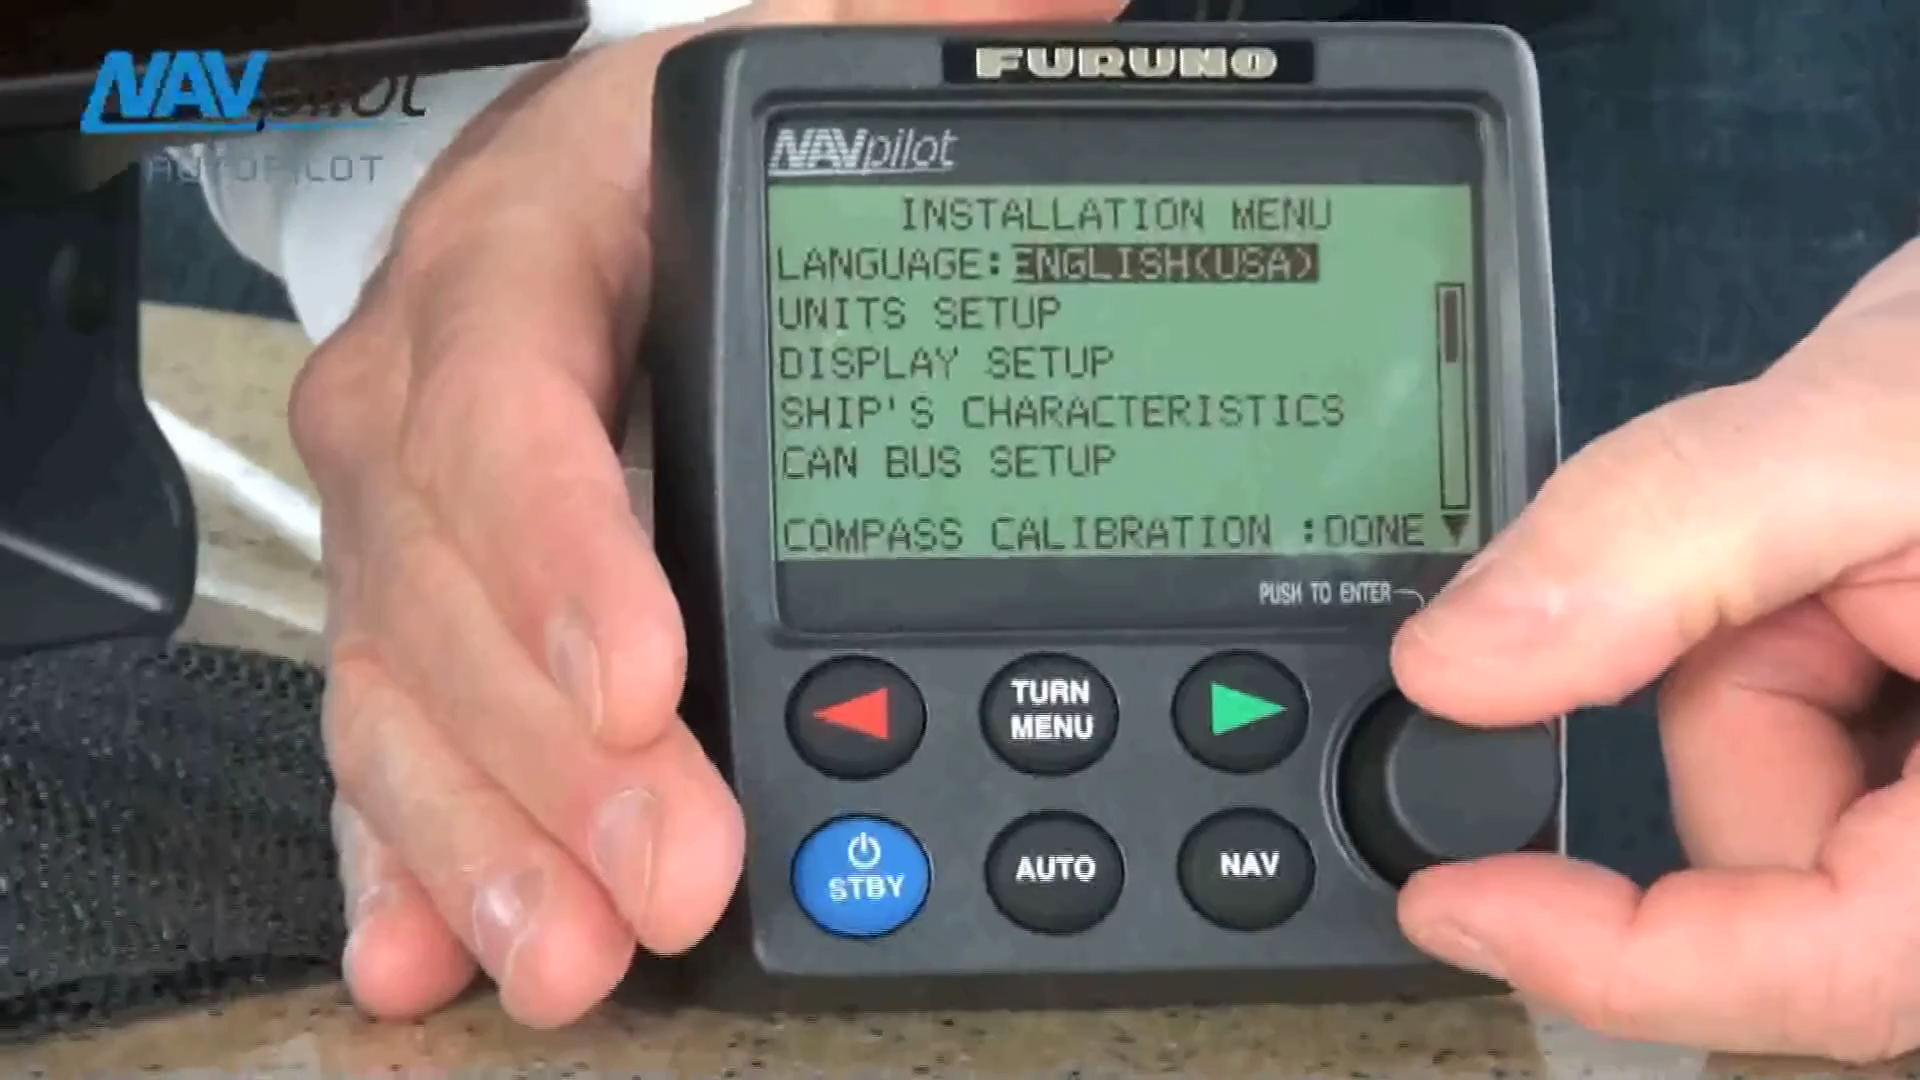 NAVpilot
AUTOPILOT
FURUNO
NAVpilot
INSTALLATION MENU
LANGUAGE:ENGLISH(USA)
UNITS SETUP
DISPLAY SETUP
SHIP'S CHARACTERISTICS
CAN BUS SETUP
COMPASS CALIBRATION :DONE
PUSH TO ENTER
TURN
MENU
STBY
AUTO
NAV